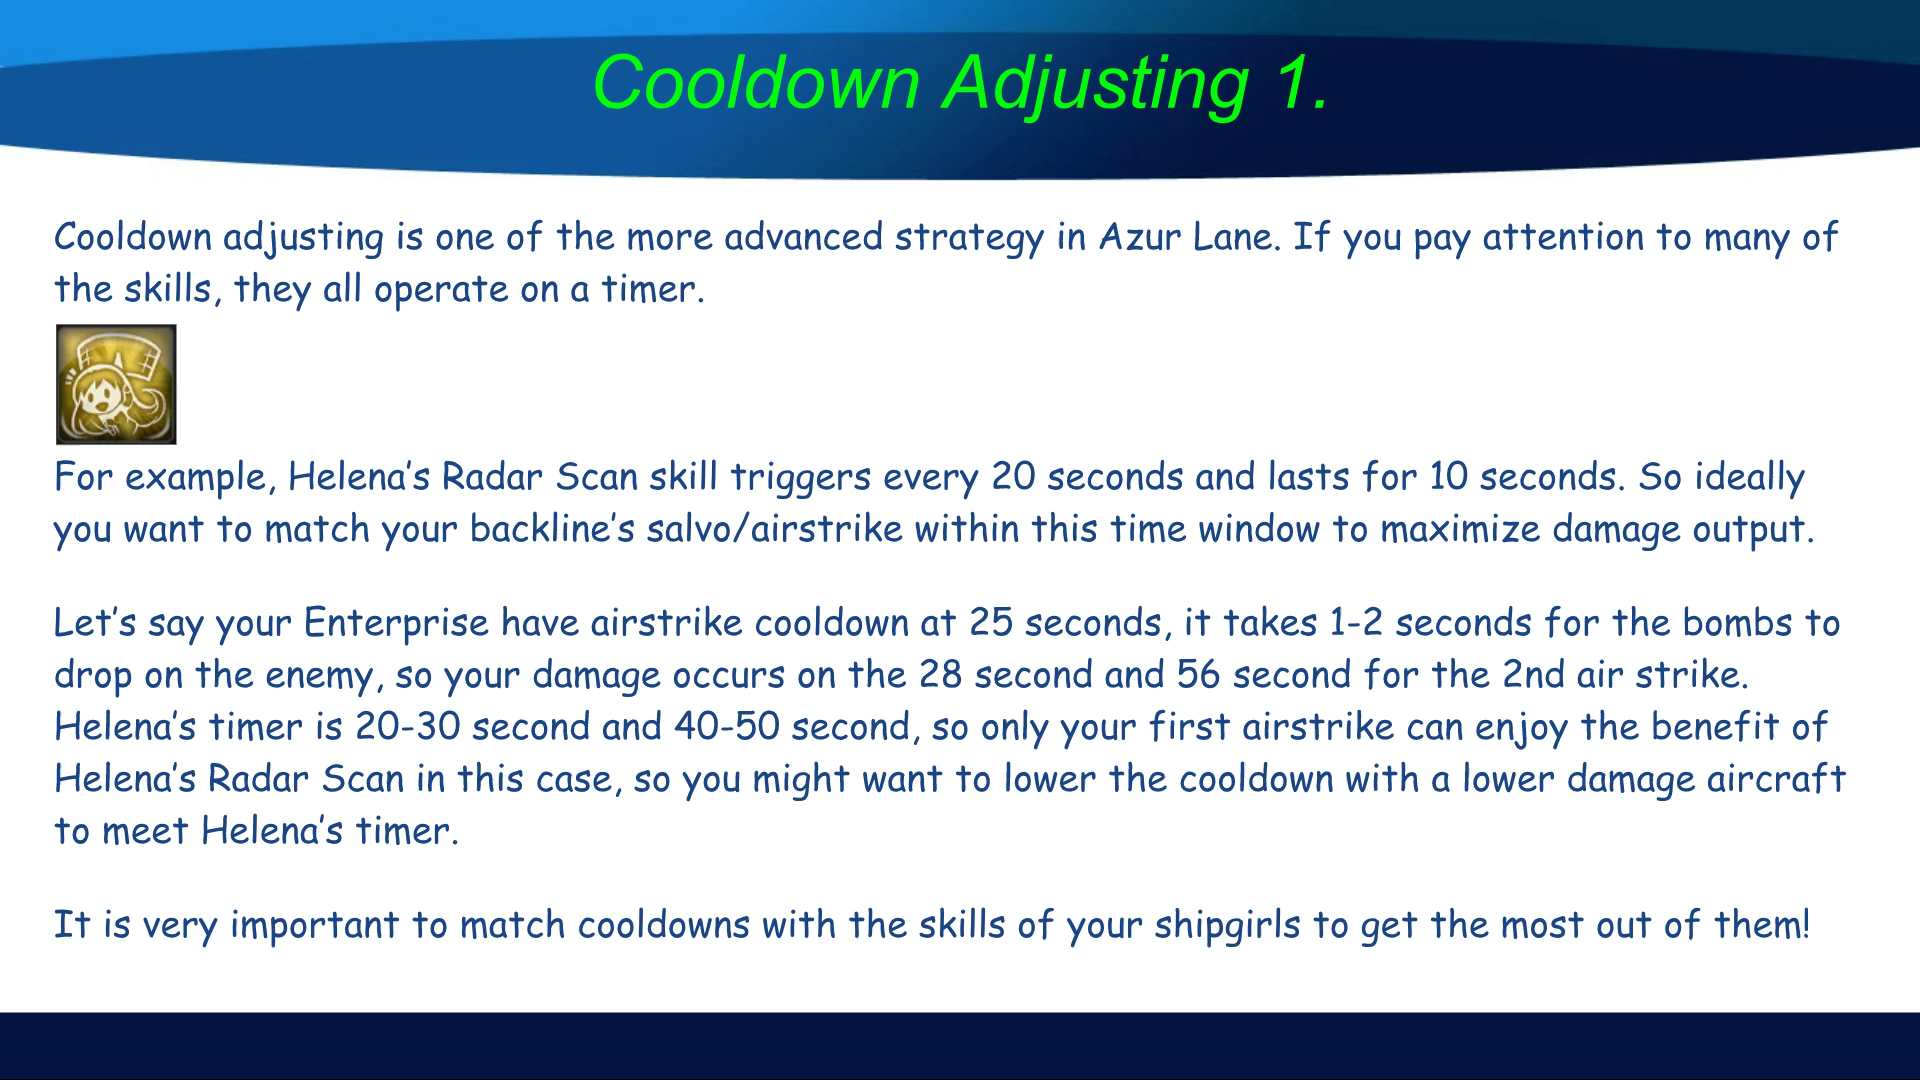 Cooldown Adjusting 1.
Cooldown adjusting is one of the more advanced strategy in Azur Lane. If you pay attention to many of
the skills, they all operate on a timer.
For example, Helena’s Radar Scan skill triggers every 20 seconds and lasts for 10 seconds. So ideally
you want to match your backline’s salvo/airstrike within this time window to maximize damage output.
Let’s say your Enterprise have airstrike cooldown at 25 seconds, it takes 1-2 seconds for the bombs to
drop on the enemy, so your damage occurs on the 28 second and 56 second for the 2nd air strike.
Helena’s timer is 20-30 second and 40-50 second, so only your first airstrike can enjoy the benefit of
Helena’s Radar Scan in this case, so you might want to lower the cooldown with a lower damage aircraft
to meet Helena’s timer.
It is very important to match cooldowns with the skills of your shipgirls to get the most out of them!